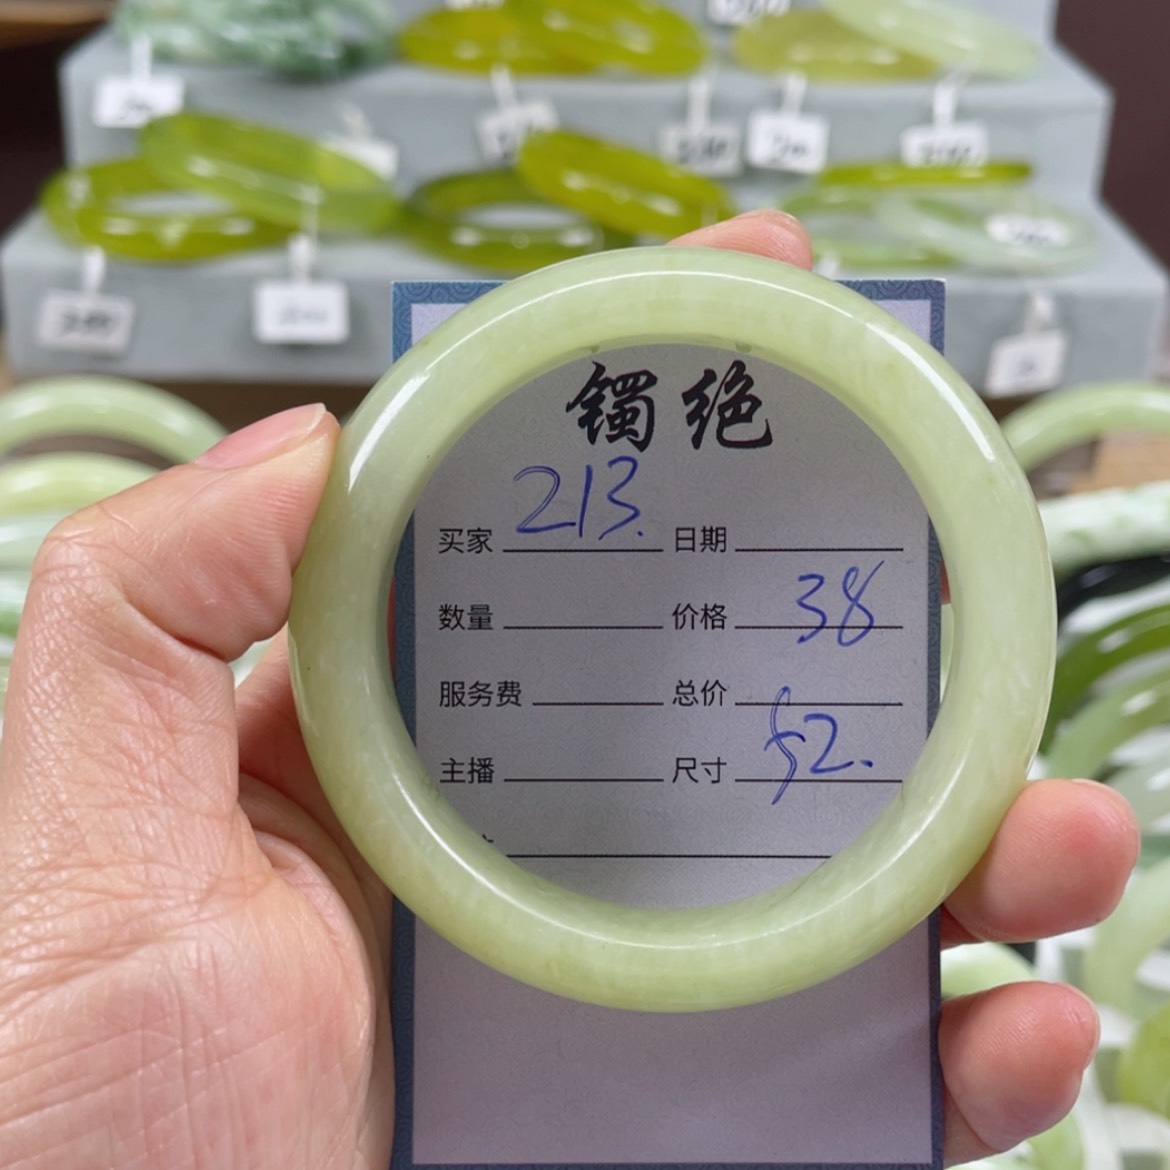 镯绝
买家 213. 日期
数量 价格 38
服务费 总价
主播 尺寸 52.